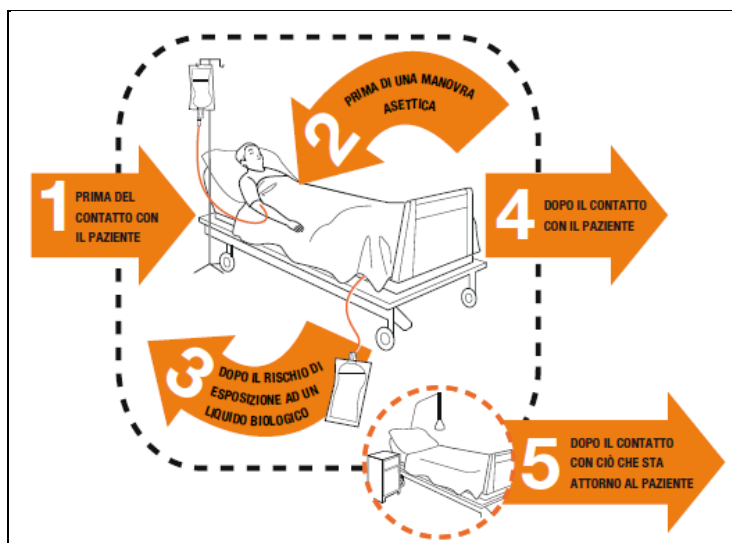 1
PRIMA DEL
CONTATTO CON
IL PAZIENTE
2
PRIMA DI UNA MANOVRA
ASETTICA
3
DOPO IL RISCHIO DI
ESPOSIZIONE AD UN
LIQUIDO BIOLOGICO
4
DOPO IL CONTATTO
CON IL PAZIENTE
5
DOPO IL CONTATTO
CON CIÒ CHE STA
ATTORNO AL PAZIENTE